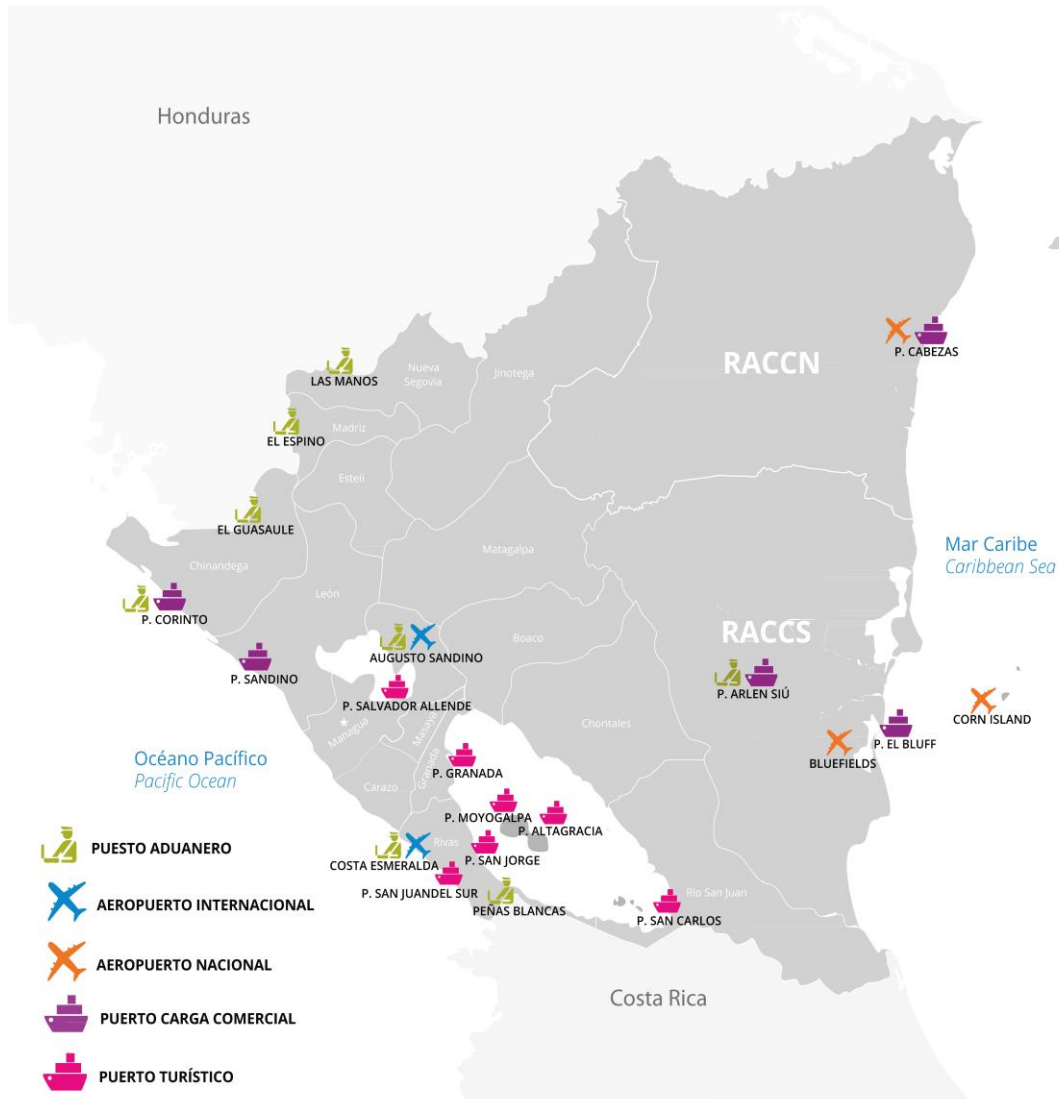 Honduras
RACCN
P. CABEZAS
Nueva
Segovia
Jinotega
LAS MANOS
Madriz
EL ESPINO
Estelí
EL GUASAULE
Chinandega
Matagalpa
Mar Caribe
Caribbean Sea
León
P. CORINTO
Boaco
RACCS
AUGUSTO SANDINO
P. SANDINO
P. ARLEN SIÚ
P. SALVADOR ALLENDE
CORN ISLAND
Managua
Masaya
Chontales
P. EL BLUFF
BLUEFIELDS
Océano Pacífico
Pacific Ocean
Granada
P. GRANADA
Carazo
P. MOYOGALPA
P. ALTAGRACIA
Rivas
COSTA ESMERALDA
P. SAN JORGE
P. SAN JUANDEL SUR
PEÑAS BLANCAS
Río San Juan
P. SAN CARLOS
Costa Rica
PUESTO ADUANERO
AEROPUERTO INTERNACIONAL
AEROPUERTO NACIONAL
PUERTO CARGA COMERCIAL
PUERTO TURÍSTICO